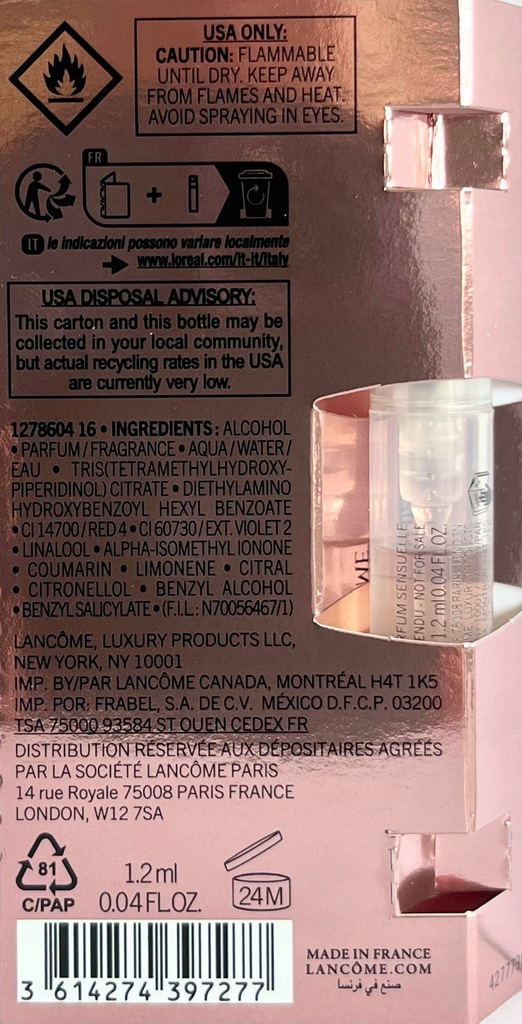 USA ONLY:
CAUTION: FLAMMABLE
UNTIL DRY. KEEP AWAY
FROM FLAMES AND HEAT.
AVOID SPRAYING IN EYES.
FR
+
IT le indicazioni possono variare localmente
www.loreal.com/it-it/italy
USA DISPOSAL ADVISORY:
This carton and this bottle may be
collected in your local community,
but actual recycling rates in the USA
are currently very low.
1278604 16 • INGREDIENTS: ALCOHOL
• PARFUM / FRAGRANCE • AQUA / WATER /
EAU • TRIS(TETRAMETHYLHYDROXY-
PIPERIDINOL) CITRATE • DIETHYLAMINO
HYDROXYBENZOYL HEXYL BENZOATE
• CI 14700 / RED 4 • CI 60730 / EXT. VIOLET 2
• LINALOOL • ALPHA-ISOMETHYL IONONE
• COUMARIN • LIMONENE • CITRAL
• CITRONELLOL • BENZYL ALCOHOL
• BENZYL SALICYLATE • (F.I.L.: N70056467/1)
LANCÔME, LUXURY PRODUCTS LLC,
NEW YORK, NY 10001
IMP. BY/PAR LANCÔME CANADA, MONTRÉAL H4T 1K5
IMP. POR: FRABEL, S.A. DE C.V. MÉXICO D.F.C.P. 03200
TSA 75000 93584 ST OUEN CEDEX FR
DISTRIBUTION RÉSERVÉE AUX DÉPOSITAIRES AGRÉÉS
PAR LA SOCIÉTÉ LANCÔME PARIS
14 rue Royale 75008 PARIS FRANCE
LONDON, W12 7SA
RFUM SENSUELLE
ENDU - NOT FOR SALE
1.2 ml 0.04 FL.OZ.
81
C/PAP
1.2 ml
0.04 FL.OZ.
24M
3 614274 397277
MADE IN FRANCE
LANCÔME.COM
صنع في فرنسا